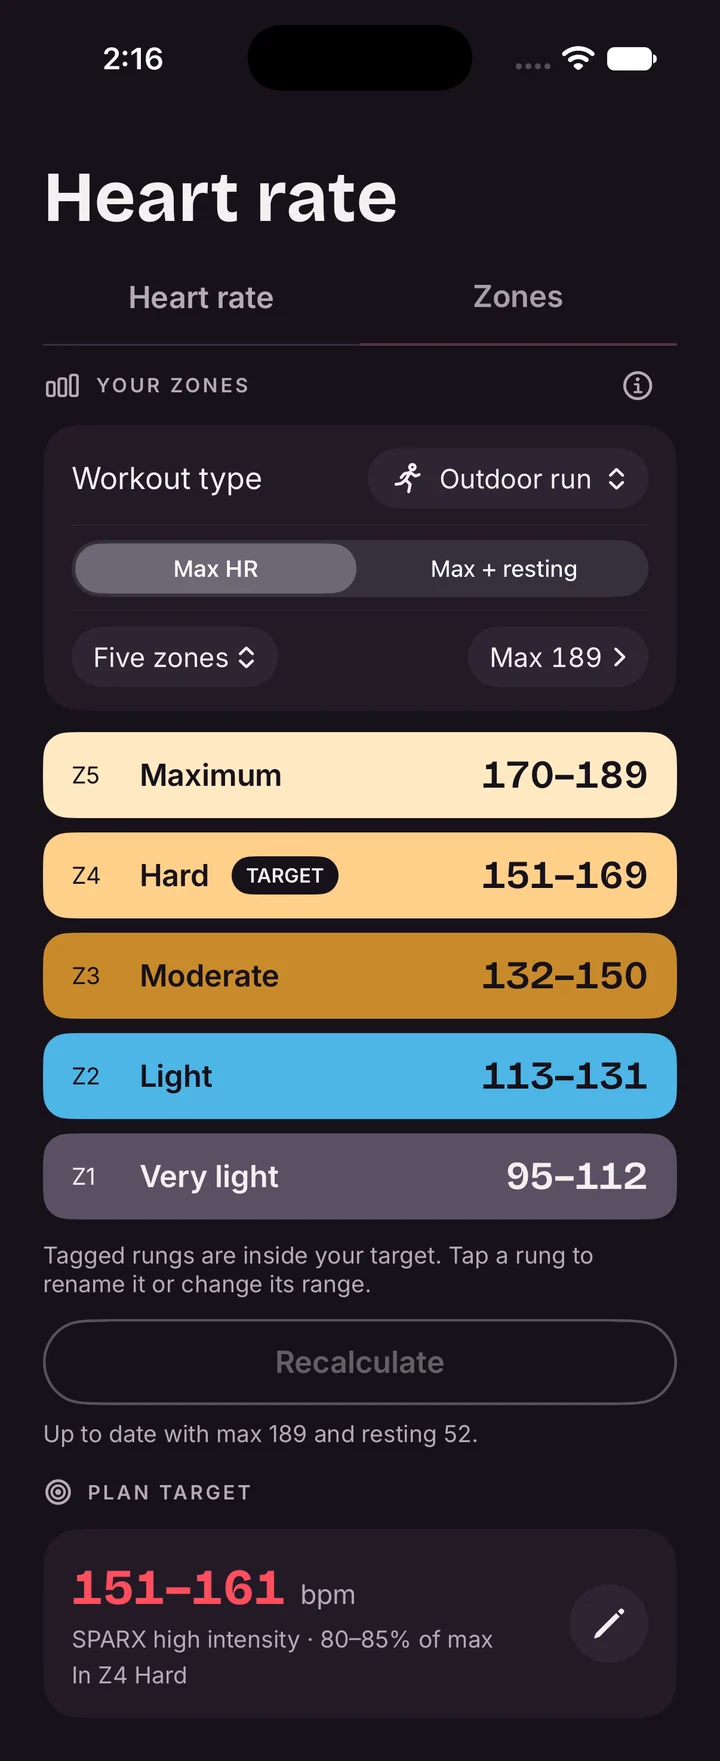 2:16
Heart rate
Heart rate
Zones
YOUR ZONES
Workout type
Outdoor run
Max HR
Max + resting
Five zones
Max 189
Z5 Maximum 170–189
Z4 Hard TARGET 151–169
Z3 Moderate 132–150
Z2 Light 113–131
Z1 Very light 95–112
Tagged rungs are inside your target. Tap a rung to
rename it or change its range.
Recalculate
Up to date with max 189 and resting 52.
PLAN TARGET
151–161 bpm
SPARX high intensity · 80–85% of max
In Z4 Hard